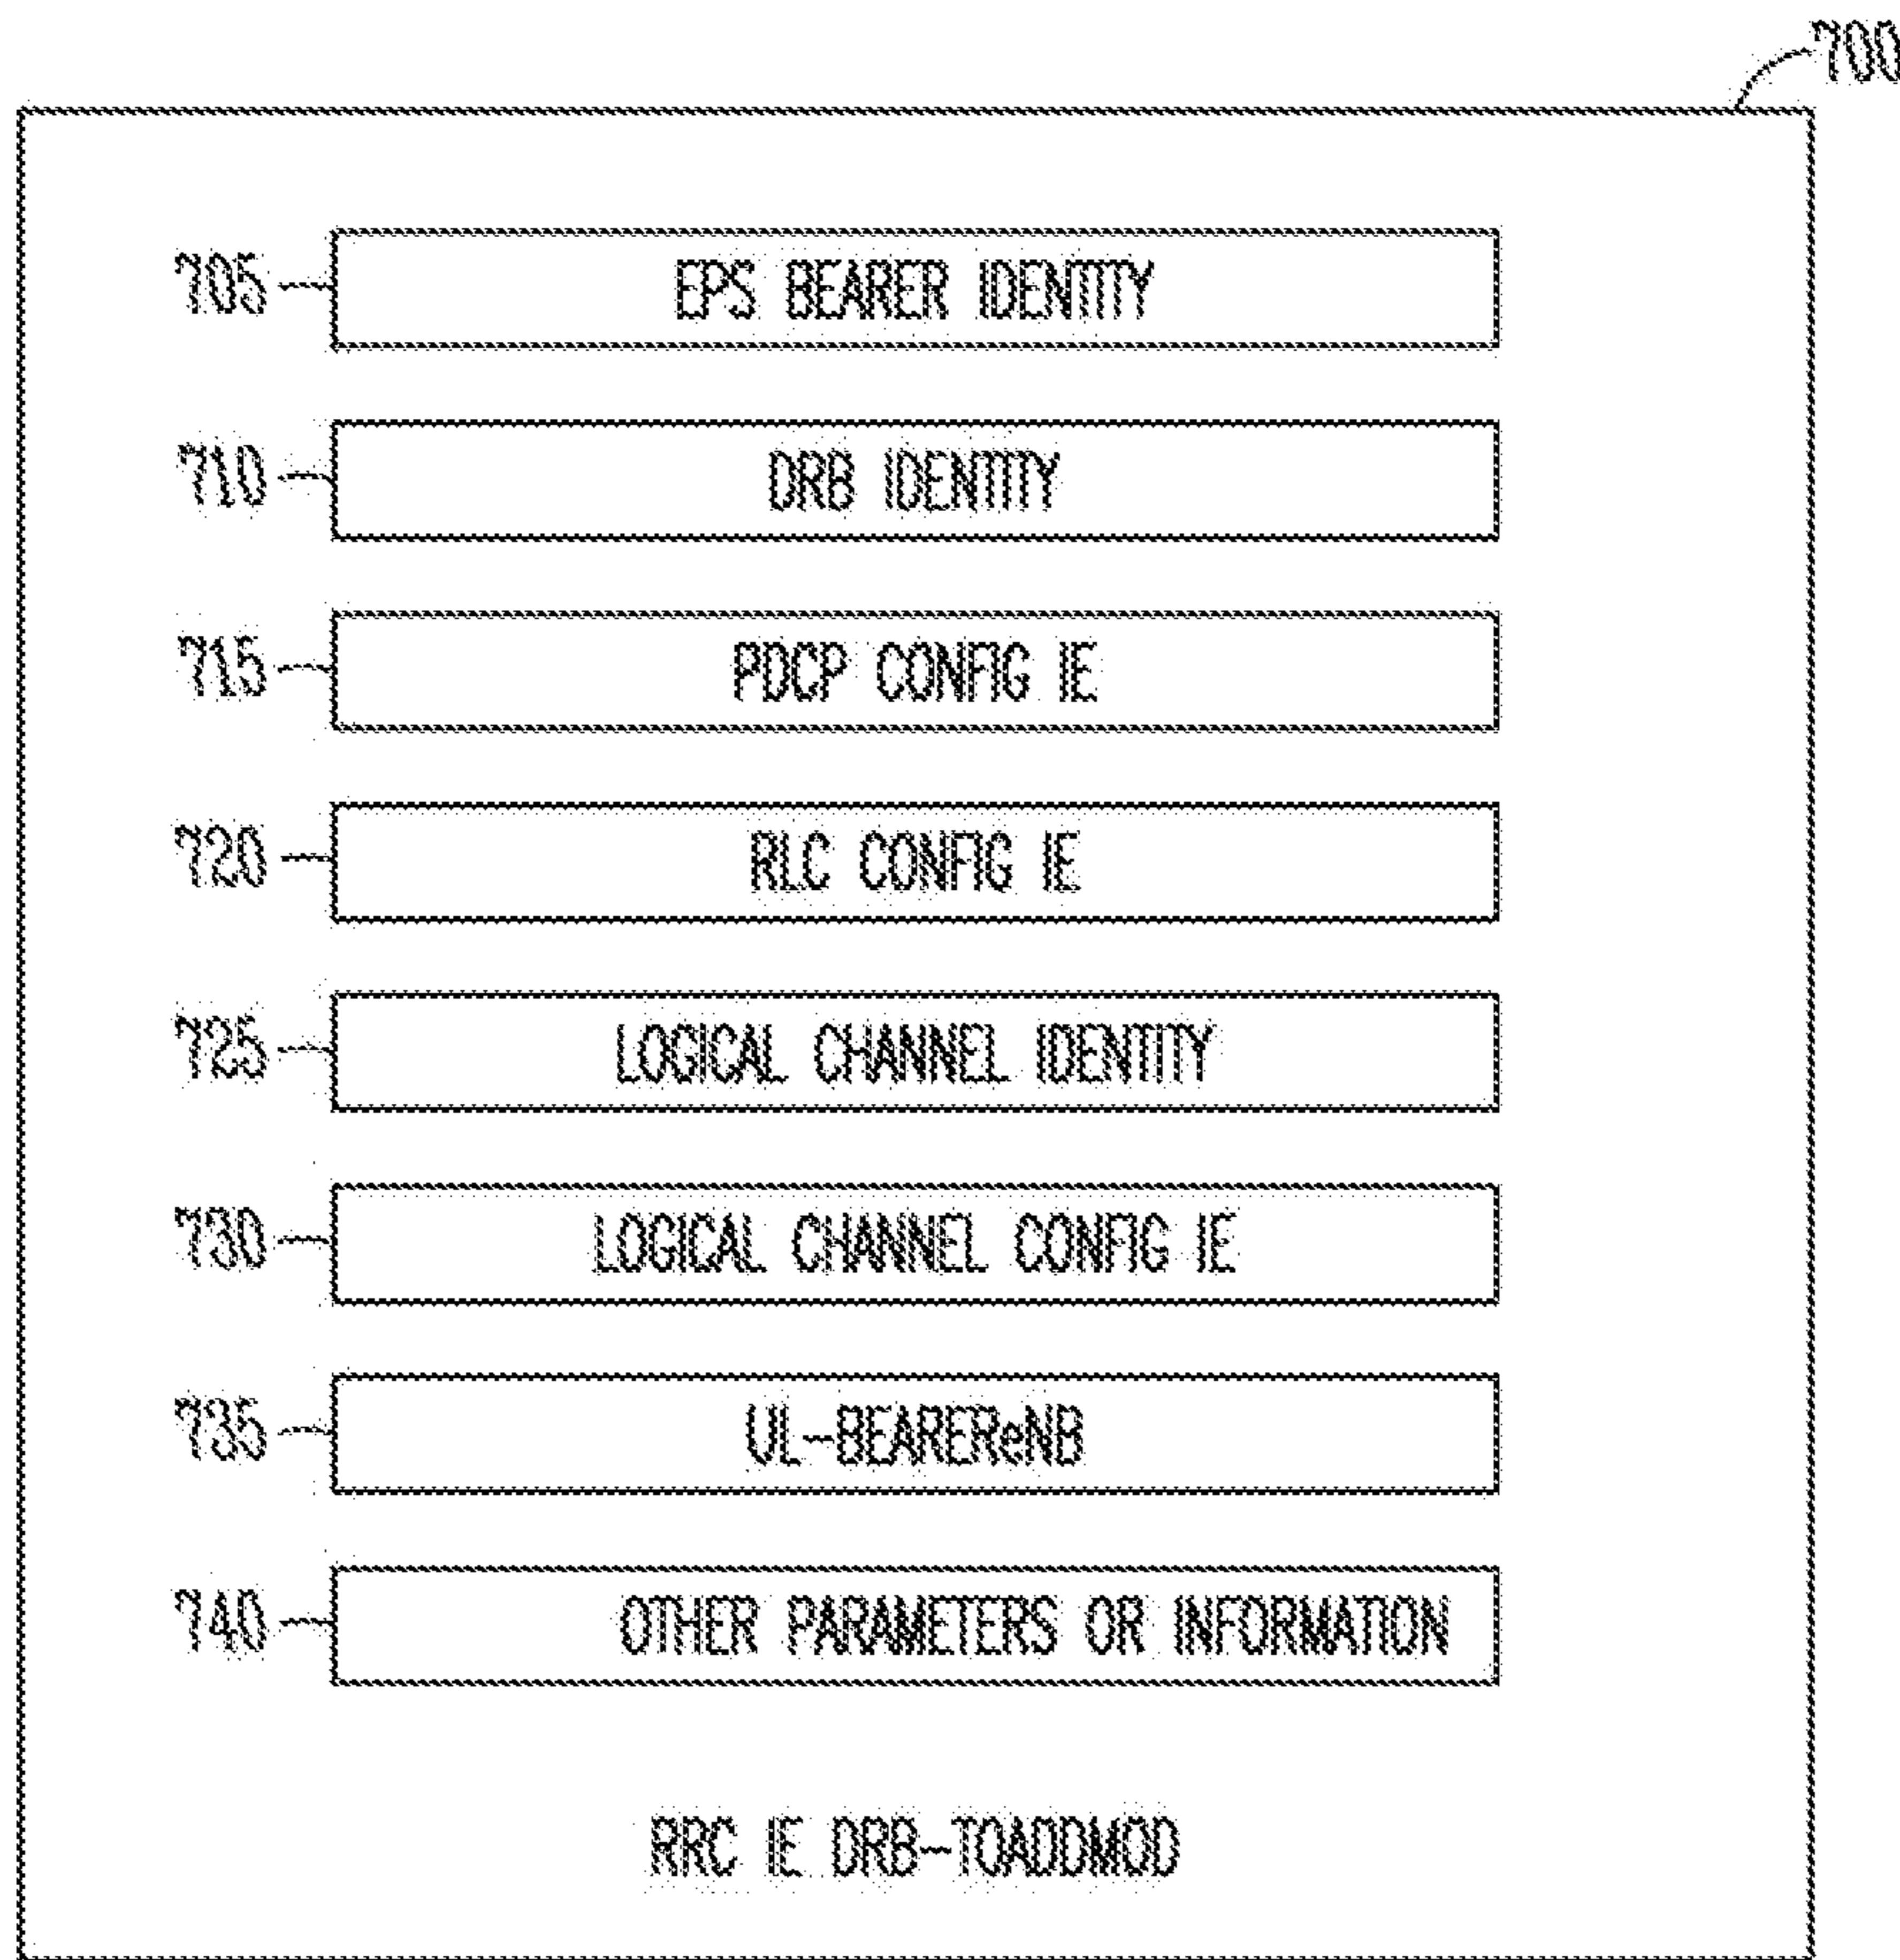 700
705 EPS BEARER IDENTITY
710 DRB IDENTITY
715 PDCP CONFIG IE
720 RLC CONFIG IE
725 LOGICAL CHANNEL IDENTITY
730 LOGICAL CHANNEL CONFIG IE
735 UL-BEAREReNB
740 OTHER PARAMETERS OR INFORMATION
RRC IE DRB-TOADDMOD